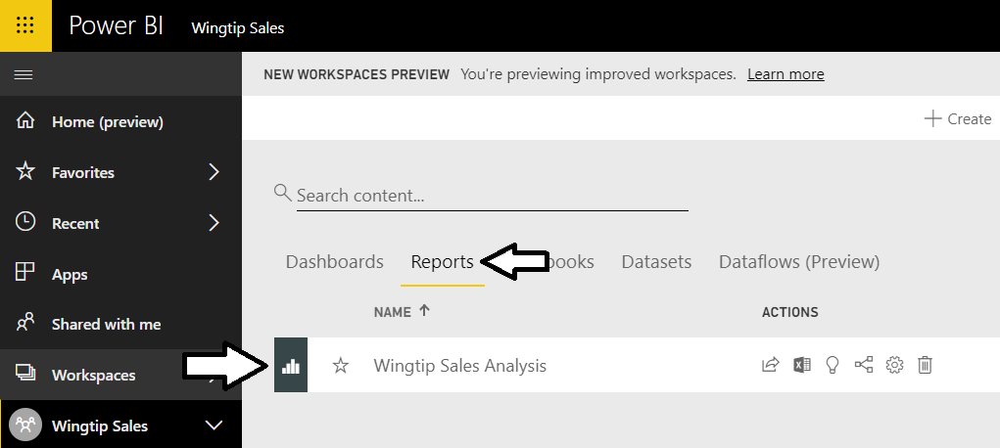 Power BI Wingtip Sales
NEW WORKSPACES PREVIEW You're previewing improved workspaces. Learn more
Home (preview)
Create
Favorites
Search content...
Recent
Dashboards Reports books Datasets Dataflows (Preview)
Apps
NAME ACTIONS
Shared with me
Wingtip Sales Analysis
Workspaces
Wingtip Sales